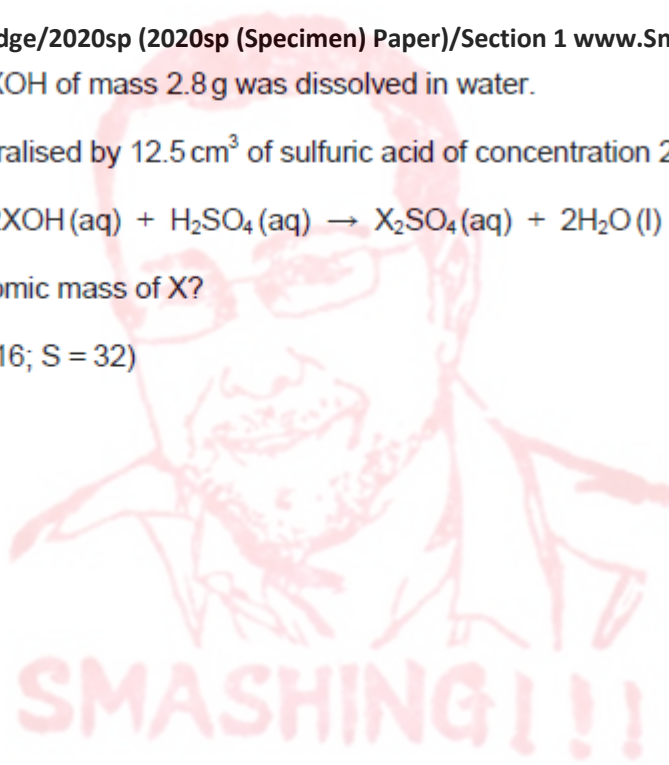 dge/2020sp (2020sp (Specimen) Paper)/Section 1 www.Sm
XOH of mass 2.8 g was dissolved in water.
ralised by 12.5 cm³ of sulfuric acid of concentration 2
2XOH (aq) + H₂SO₄ (aq) → X₂SO₄ (aq) + 2H₂O (l)
omic mass of X?
16; S = 32)
SMASHING!!!